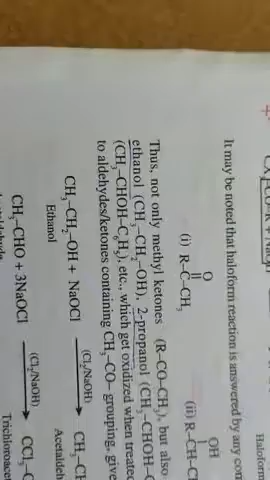 It may be noted that haloform reaction is answered by any com
O
||
(i) R–C–CH₃
OH
|
(ii) R–CH–C
Thus, not only methyl ketones (R–CO–CH₃), but also
ethanol (CH₃–CH₂–OH), 2-propanol (CH₃–CHOH–C
(CH₃–CHOH–C₂H₅), etc., which get oxidized when treated
to aldehydes/ketones containing CH₃–CO– grouping, give
CH₃–CH₂–OH + NaOCl (Cl₂/NaOH) → CH₃–C
Ethanol Acetaldeh
CH₃–CHO + 3NaOCl (Cl₂/NaOH) → CCl₃–C
Trichloroacet
Haloform